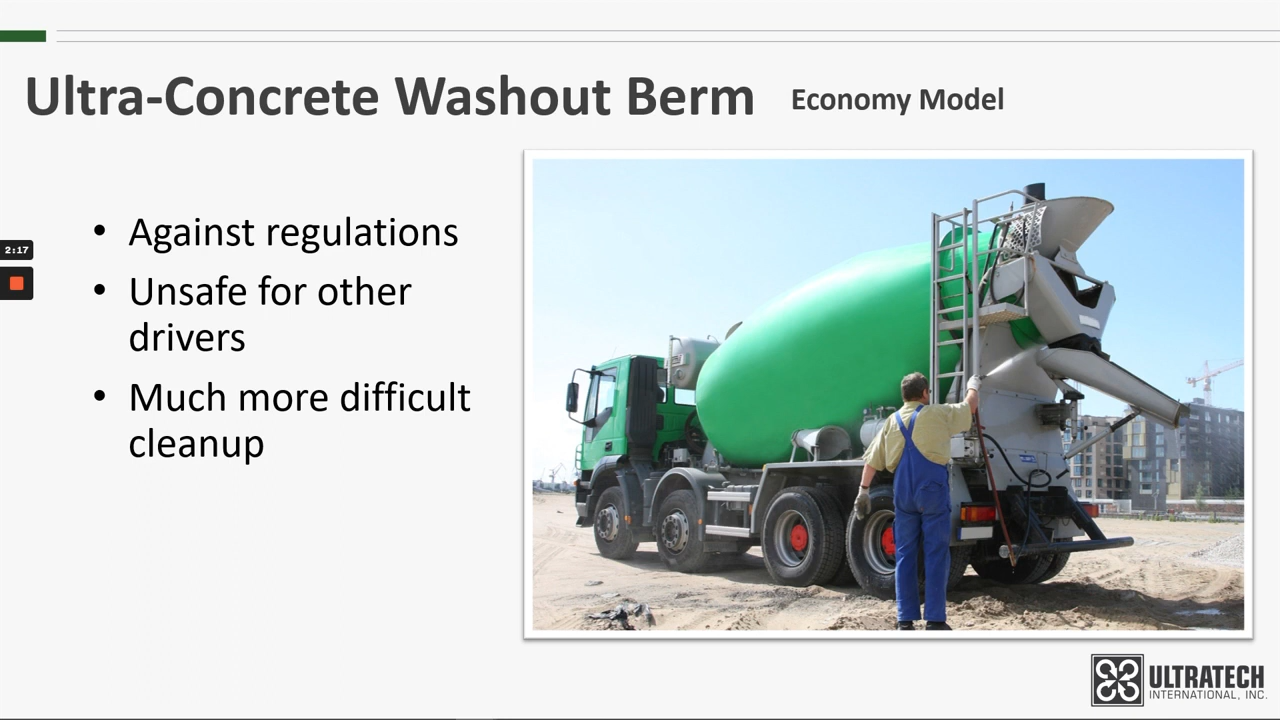 Ultra-Concrete Washout Berm Economy Model
• Against regulations
• Unsafe for other
drivers
• Much more difficult
cleanup
2:17
ULTRATECH
INTERNATIONAL, INC.